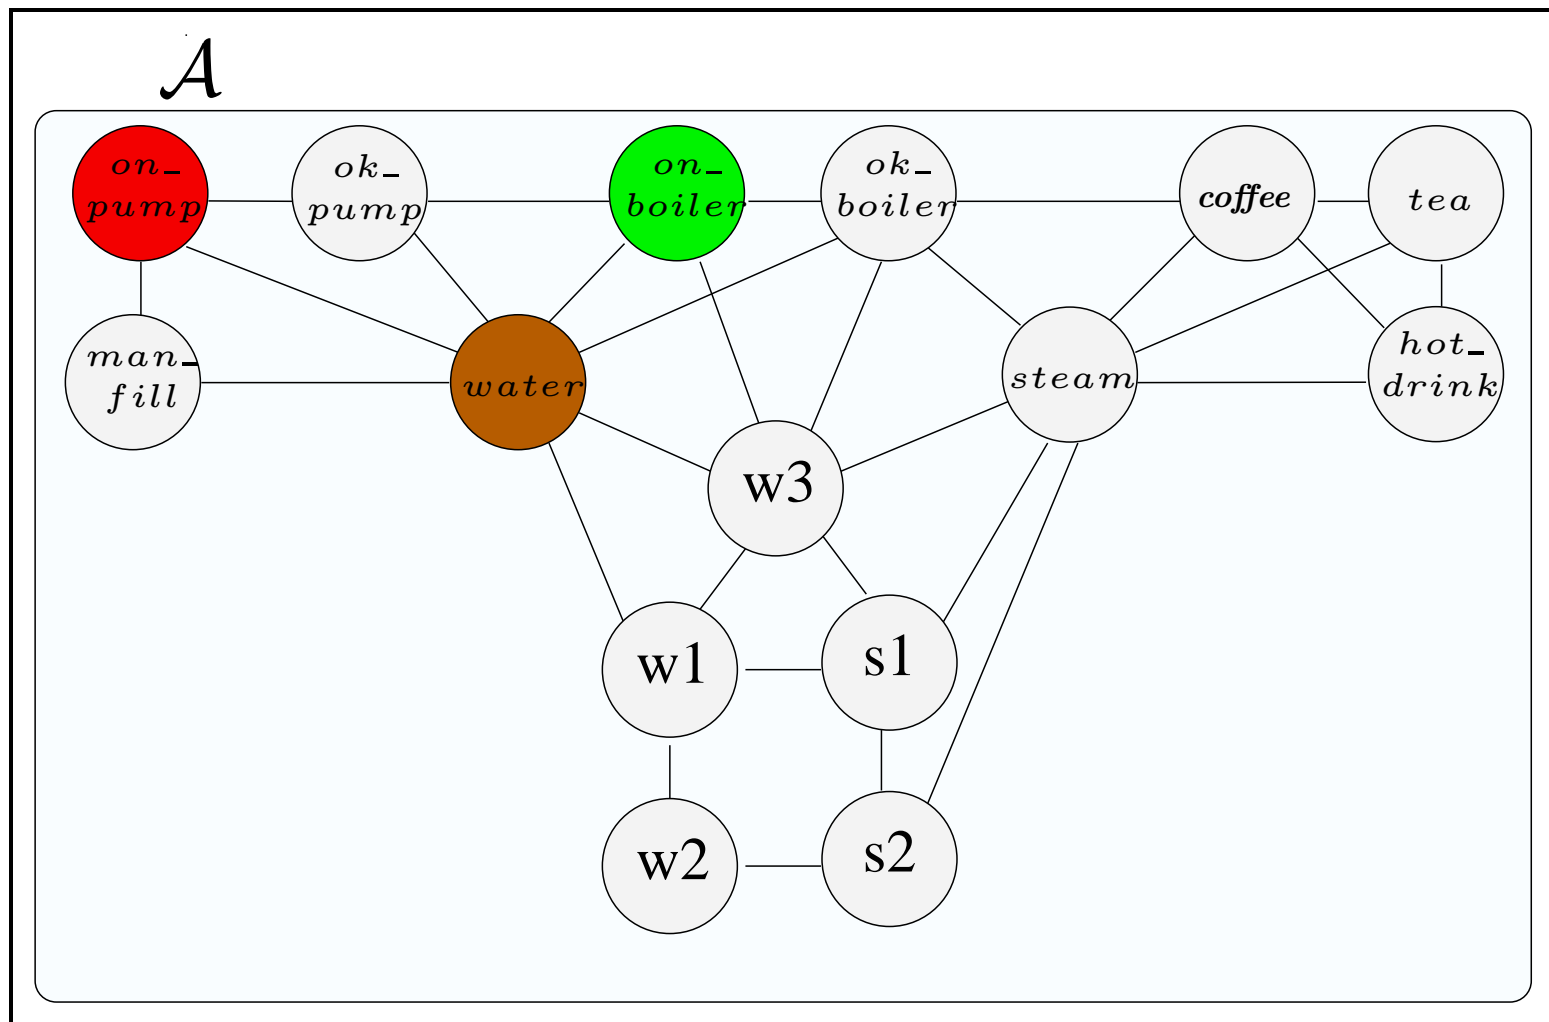 𝒜
on_
pump
ok_
pump
on_
boiler
ok_
boiler
coffee
tea
man_
fill
water
steam
hot_
drink
w3
w1
s1
w2
s2